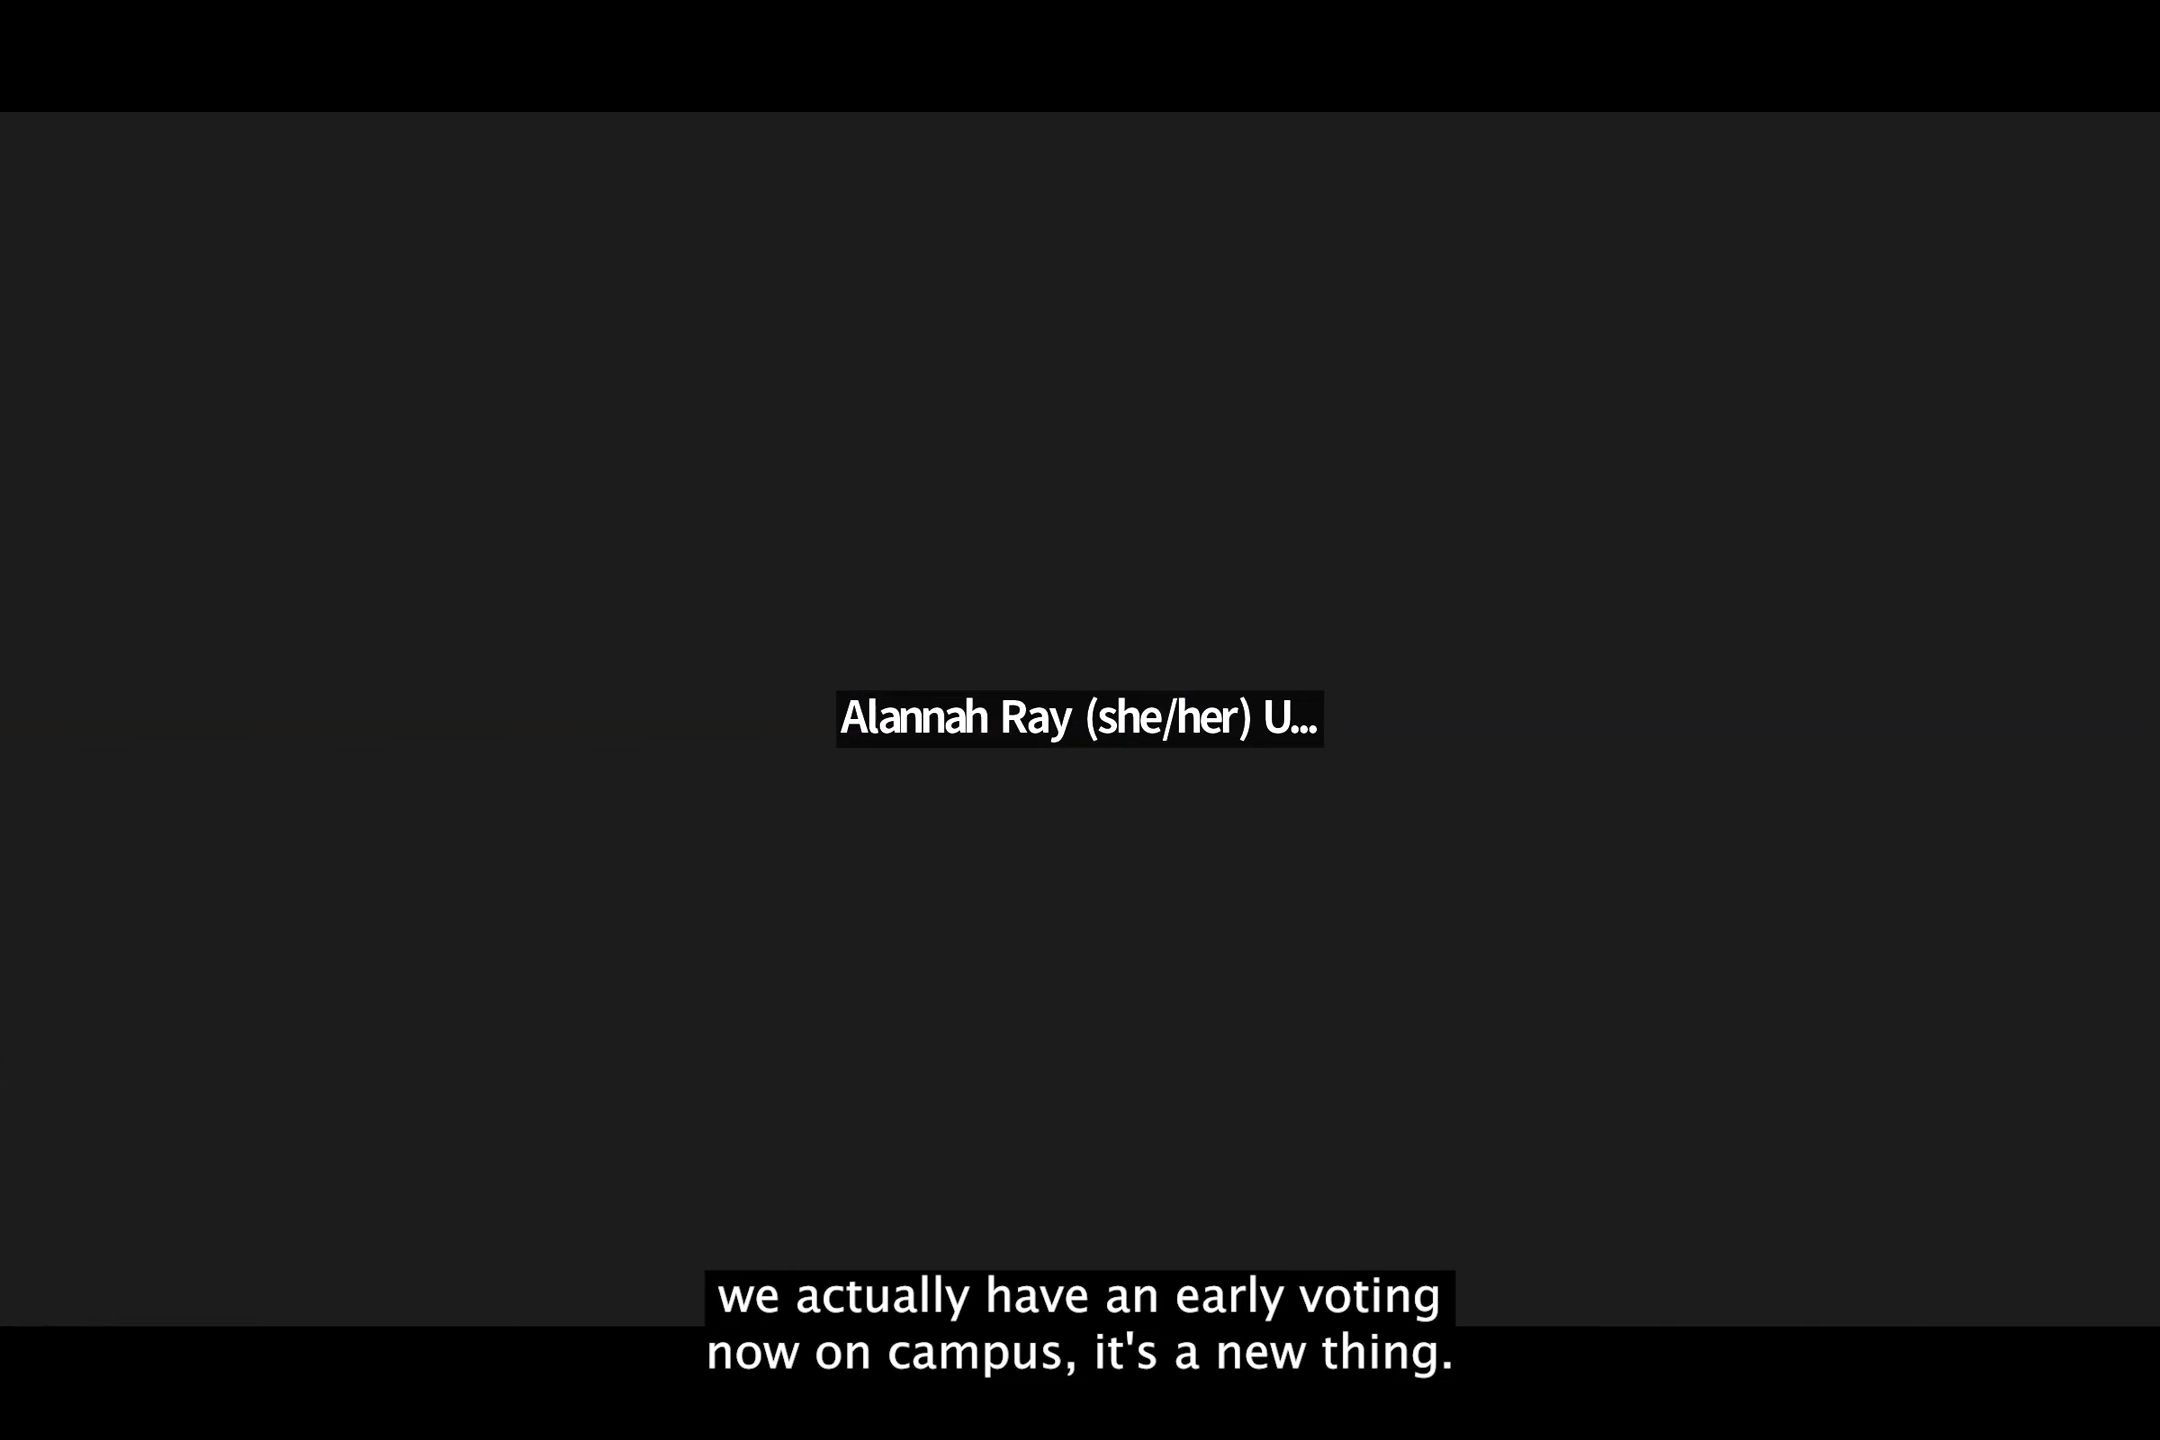 Alannah Ray (she/her) U...
we actually have an early voting
now on campus, it's a new thing.